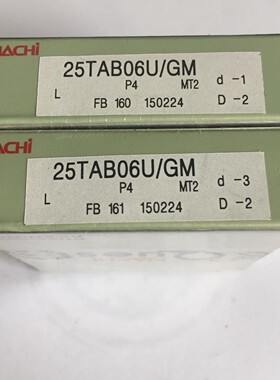 ACHi
25TAB06U/GM d -1
P4 MT2
L FB 160 150224 D -2
ACHi
25TAB06U/GM d -3
P4 MT2
L FB 161 150224 D -2